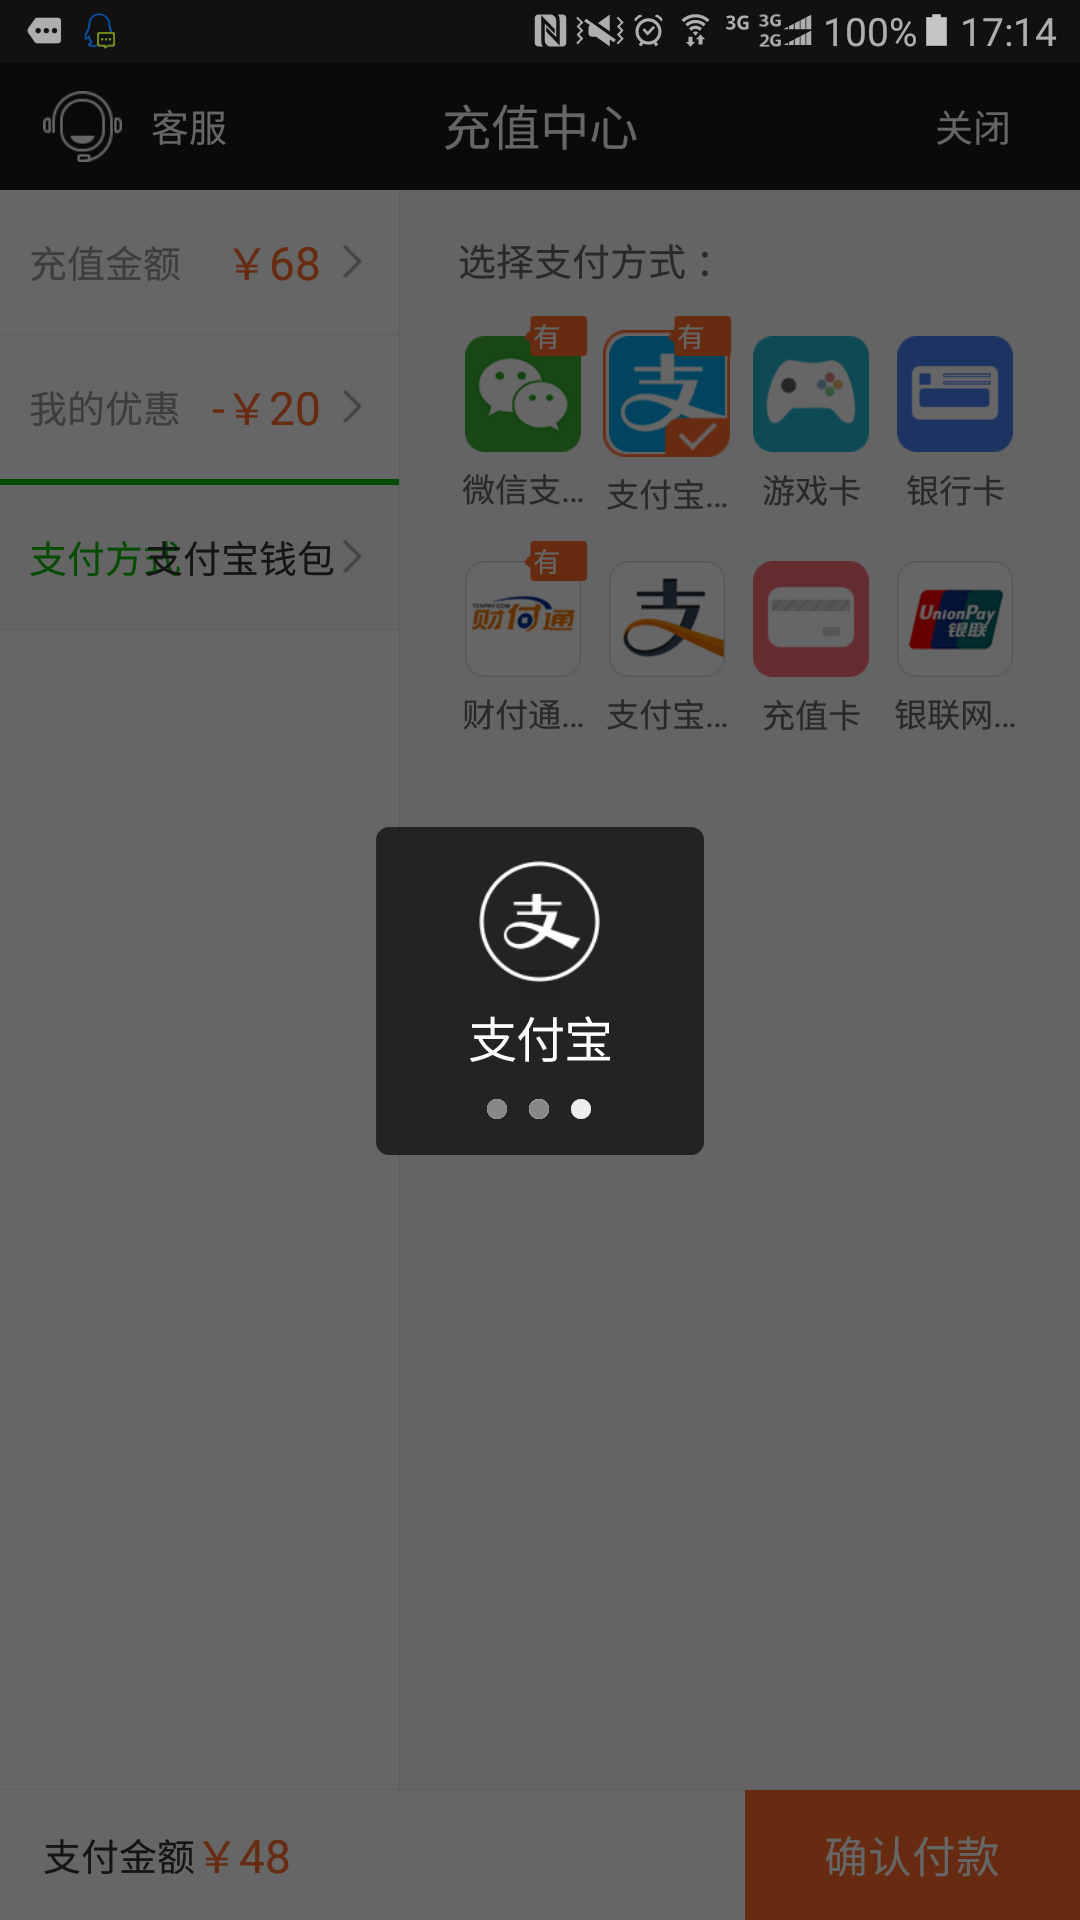 3G 3G 2G 100% 17:14
客服 充值中心 关闭
充值金额 ￥68
我的优惠 -￥20
支付方式 支付宝钱包
选择支付方式：
有 有
支
微信支... 支付宝... 游戏卡 银行卡
有
TENPAY.COM 财付通 支 UnionPay 银联
财付通... 支付宝... 充值卡 银联网...
支
支付宝
支付金额￥48 确认付款